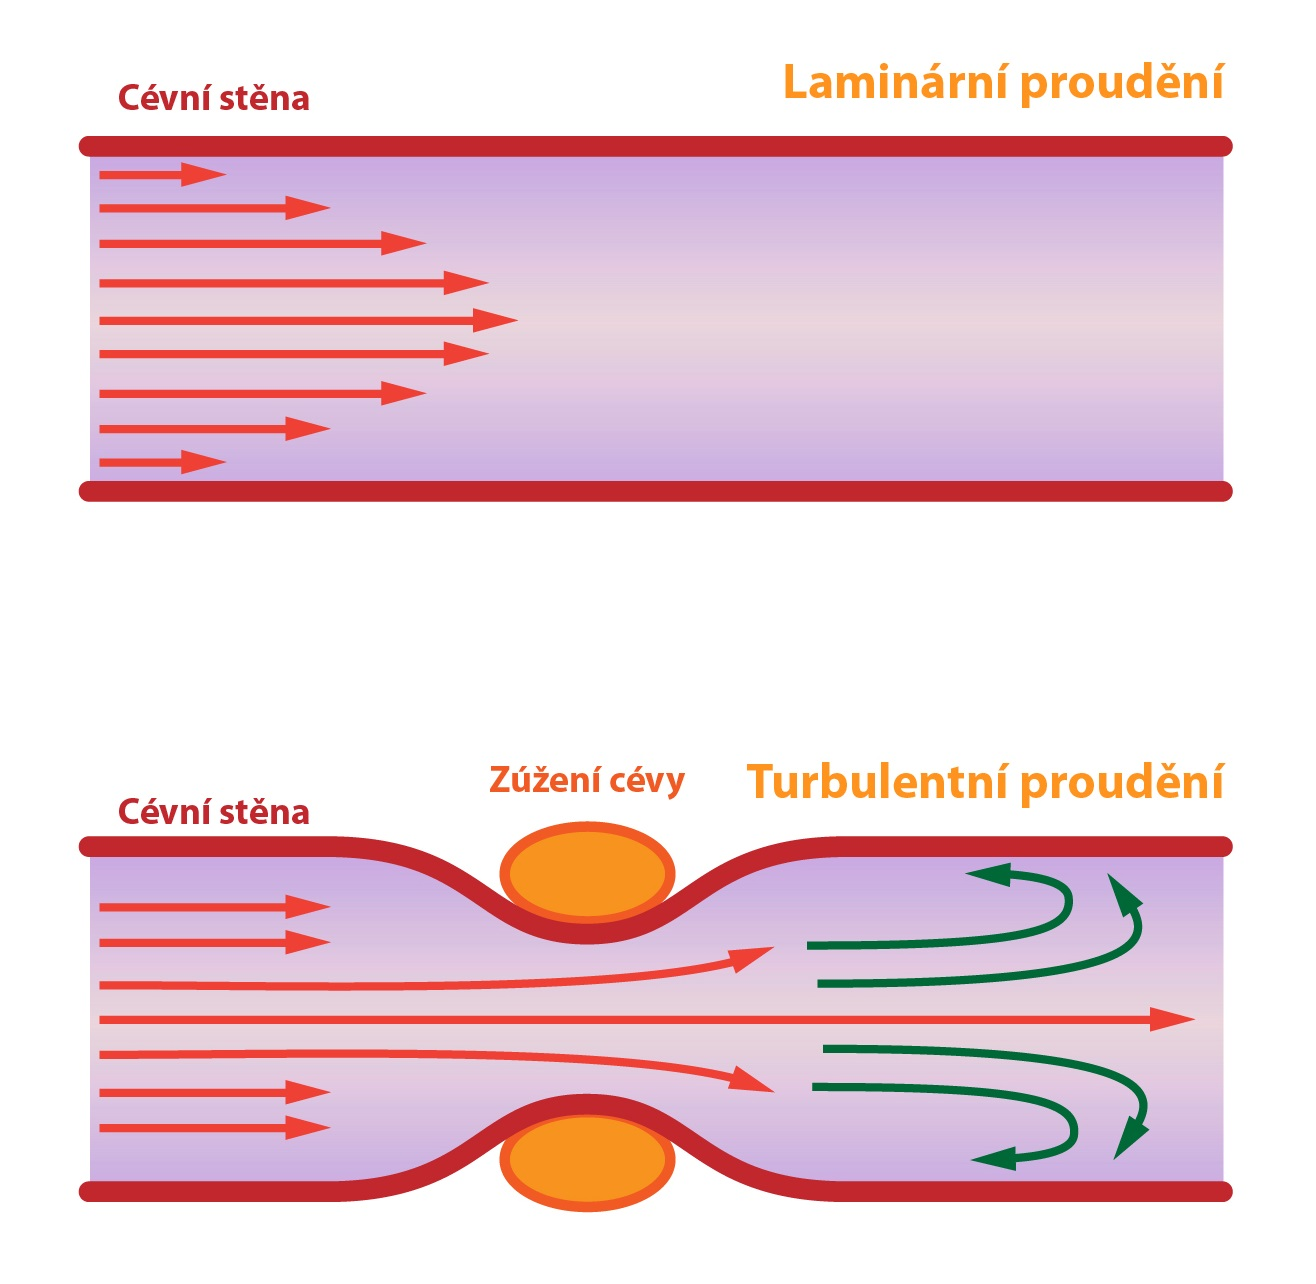 Cévní stěna
Laminární proudění
Zúžení cévy
Turbulentní proudění
Cévní stěna